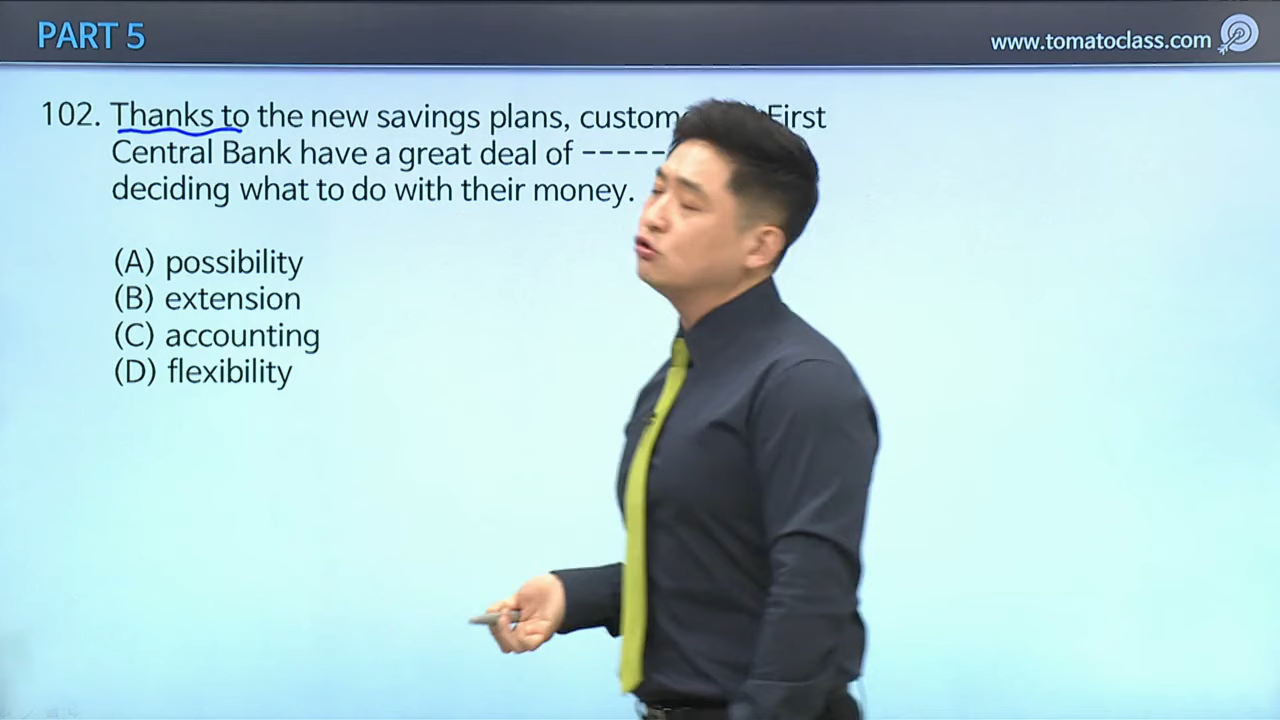 PART 5
www.tomatoclass.com
102. Thanks to the new savings plans, First
Central Bank have a great deal of -----
deciding what to do with their money.
(A) possibility
(B) extension
(C) accounting
(D) flexibility